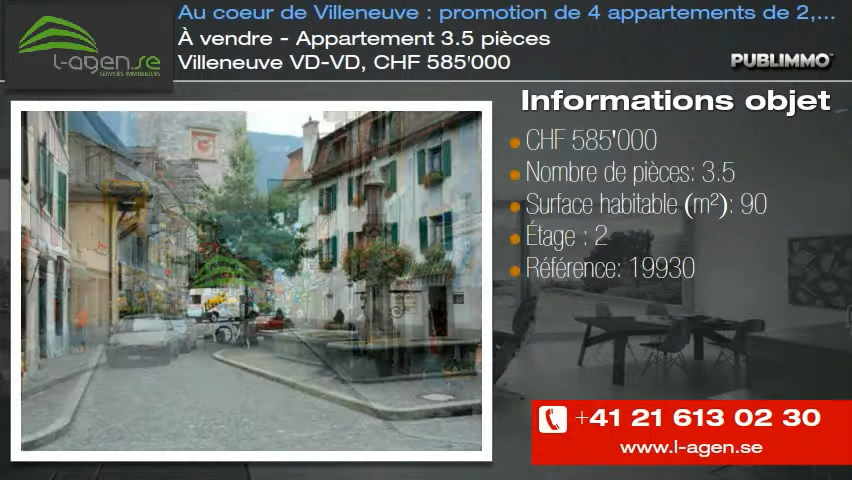 l-agen.se
SERVICES IMMOBILIERS
Au coeur de Villeneuve : promotion de 4 appartements de 2,...
À vendre - Appartement 3.5 pièces
Villeneuve VD-VD, CHF 585'000
PUBLIMMO
Informations objet
CHF 585'000
Nombre de pièces: 3.5
Surface habitable (m²): 90
Étage : 2
Référence: 19930
+41 21 613 02 30
www.l-agen.se